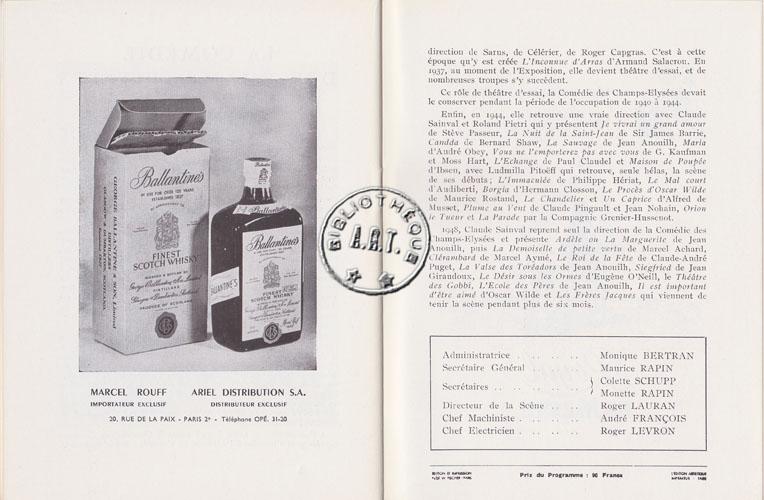 Ballantine's
FINEST
SCOTCH WHISKY
GEORGE BALLANTINE & SON, Limited
PRODUCE OF SCOTLAND
Ballantine's
FINEST
SCOTCH WHISKY
BALLANTINE'S
MARCEL ROUFF
IMPORTATEUR EXCLUSIF
ARIEL DISTRIBUTION S.A.
DISTRIBUTEUR EXCLUSIF
20, RUE DE LA PAIX - PARIS 2e - Téléphone OPÉ. 31-20
BIBLIOTHÈQUE
A.R.T.
direction de Sarus, de Célérier, de Roger Capgras. C'est à cette
époque qu'y est créée L'Inconnue d'Arras d'Armand Salacrou. En
1937, au moment de l'Exposition, elle devient théâtre d'essai, et de
nombreuses troupes s'y succèdent.
Ce rôle de théâtre d'essai, la Comédie des Champs-Elysées devait
le conserver pendant la période de l'occupation de 1940 à 1944.
Enfin, en 1944, elle retrouve une vraie direction avec Claude
Sainval et Roland Pietri qui y présentent Je vivrai un grand amour
de Stève Passeur, La Nuit de la Saint-Jean de Sir James Barrie,
Candda de Bernard Shaw, La Sauvage de Jean Anouilh, Maria
d'André Obey, Vous ne l'emporterez pas avec vous de G. Kaufman
et Moss Hart, L'Echange de Paul Claudel et Maison de Poupée
d'Ibsen, avec Ludmilla Pitoëff qui retrouve, seule hélas, la scène
de ses débuts ; L'Immaculée de Philippe Hériat, Le Mal court
d'Audiberti, Borgia d'Hermann Closson, Le Procès d'Oscar Wilde
de Maurice Rostand, Le Chandelier et Un Caprice d'Alfred de
Musset, Plume au Vent de Claude Pingault et Jean Nohain, Orion
le Tueur et La Parade par la Compagnie Grenier-Hussenot.
1948, Claude Sainval reprend seul la direction de la Comédie des
Champs-Elysées et présente Ardèle ou La Marguerite de Jean
Anouilh, puis La Demoiselle de petite vertu de Marcel Achard,
Clérambard de Marcel Aymé, Le Roi de la Fête de Claude-André
Puget, La Valse des Toréadors de Jean Anouilh, Siegfried de Jean
Giraudoux, Le Désir sous les Ormes d'Eugène O'Neill, le Théâtre
des Gobbi, L'Ecole des Pères de Jean Anouilh, Il est important
d'être aimé d'Oscar Wilde et Les Frères Jacques qui viennent de
tenir la scène pendant plus de six mois.
Administratrice . . . . . . Monique BERTRAN
Secrétaire Général . . . . . Maurice RAPIN
Secrétaires . . . . . . . . { Colette SCHUPP
Monette RAPIN
Directeur de la Scène . . . Roger LAURAN
Chef Machiniste . . . . . . André FRANÇOIS
Chef Electricien . . . . . . Roger LEVRON
Prix du Programme : 90 Francs